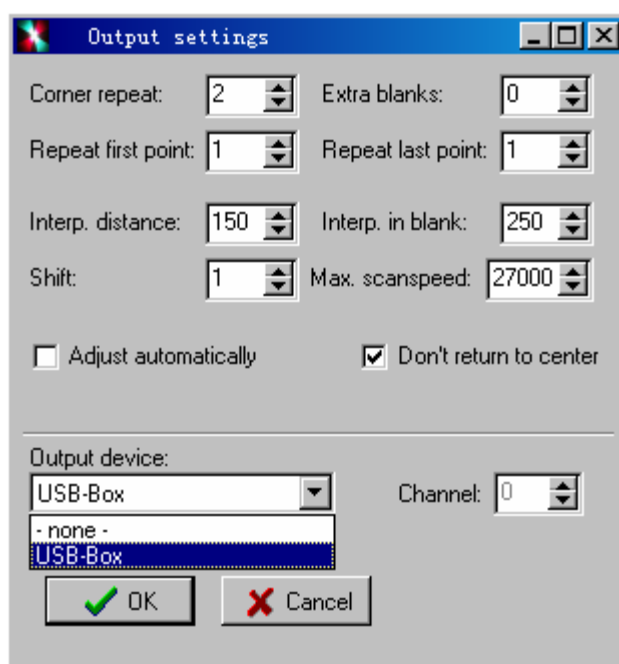 Output settings
Corner repeat: 2 Extra blanks: 0
Repeat first point: 1 Repeat last point: 1
Interp. distance: 150 Interp. in blank: 250
Shift: 1 Max. scanspeed: 27000
Adjust automatically Don't return to center
Output device:
USB-Box Channel: 0
- none -
USB-Box
OK Cancel